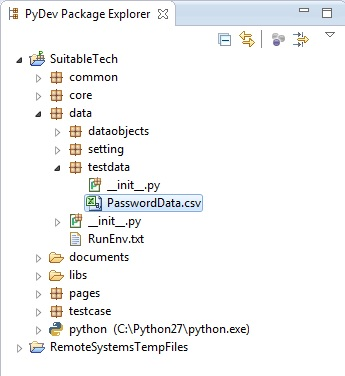 PyDev Package Explorer
SuitableTech
common
core
data
dataobjects
setting
testdata
__init__.py
PasswordData.csv
__init__.py
RunEnv.txt
documents
libs
pages
testcase
python (C:\Python27\python.exe)
RemoteSystemsTempFiles